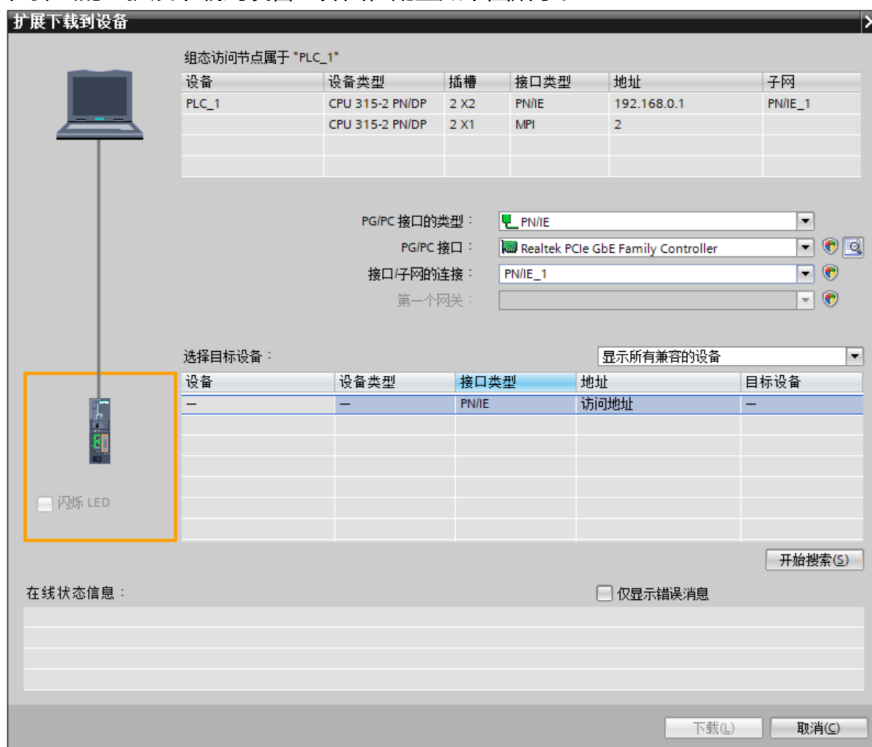 扩展下载到设备
组态访问节点属于 "PLC_1"
设备 设备类型 插槽 接口类型 地址 子网
PLC_1 CPU 315-2 PN/DP 2 X2 PN/IE 192.168.0.1 PN/IE_1
CPU 315-2 PN/DP 2 X1 MPI 2
PG/PC 接口的类型： PN/IE
PG/PC 接口： Realtek PCIe GbE Family Controller
接口/子网的连接： PN/IE_1
第一个网关：
选择目标设备： 显示所有兼容的设备
设备 设备类型 接口类型 地址 目标设备
— — PN/IE 访问地址 —
闪烁 LED
开始搜索(S)
在线状态信息： 仅显示错误消息
下载(L) 取消(C)